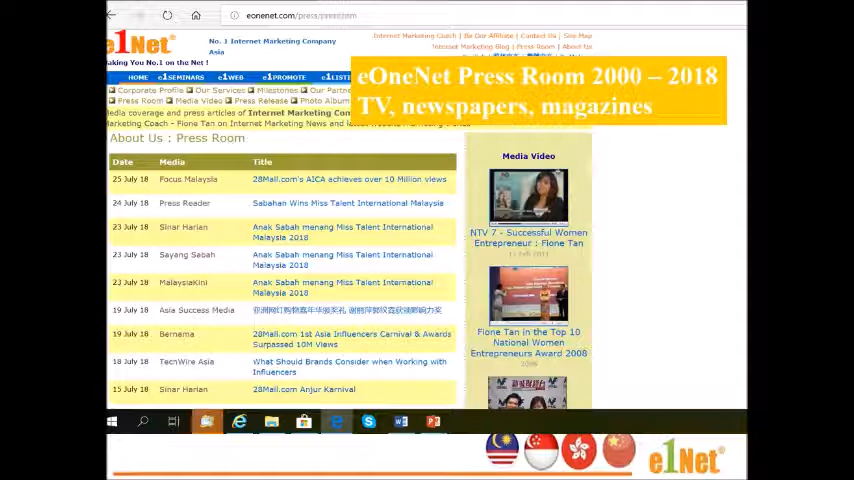 eonenet.com/press/press.htm
e1Net
Making You No.1 on the Net !
No. 1 Internet Marketing Company
Asia
Internet Marketing Coach | Be Our Affiliate | Contact Us | Site Map
Internet Marketing Blog | Press Room | About Us
HOME e1SEMINARS e1WEB e1PROMOTE e1LISTI
eOneNet Press Room 2000 – 2018
TV, newspapers, magazines
Corporate Profile Our Services Milestones Our Partn
Press Room Media Video Press Release Photo Album
Media coverage and press articles of Internet Marketing Com
Marketing Coach - Fione Tan on Internet Marketing News and
About Us : Press Room
Date Media Title
25 July 18 Focus Malaysia 28Mall.com's AICA achieves over 10 Million views
24 July 18 Press Reader Sabahan Wins Miss Talent International Malaysia
23 July 18 Sinar Harian Anak Sabah menang Miss Talent International
Malaysia 2018
23 July 18 Sayang Sabah Anak Sabah menang Miss Talent International
Malaysia 2018
23 July 18 MalaysiaKini Anak Sabah menang Miss Talent International
Malaysia 2018
19 July 18 Asia Success Media
19 July 18 Bernama 28Mall.com 1st Asia Influencers Carnival & Awards
Surpassed 10M Views
18 July 18 TechWire Asia What Should Brands Consider when Working with
Influencers
15 July 18 Sinar Harian 28Mall.com Anjur Karnival
Media Video
NTV 7 - Successful Women
Entrepreneur : Fione Tan
Fione Tan in the Top 10
National Women
Entrepreneurs Award 2008
2008
e1Net